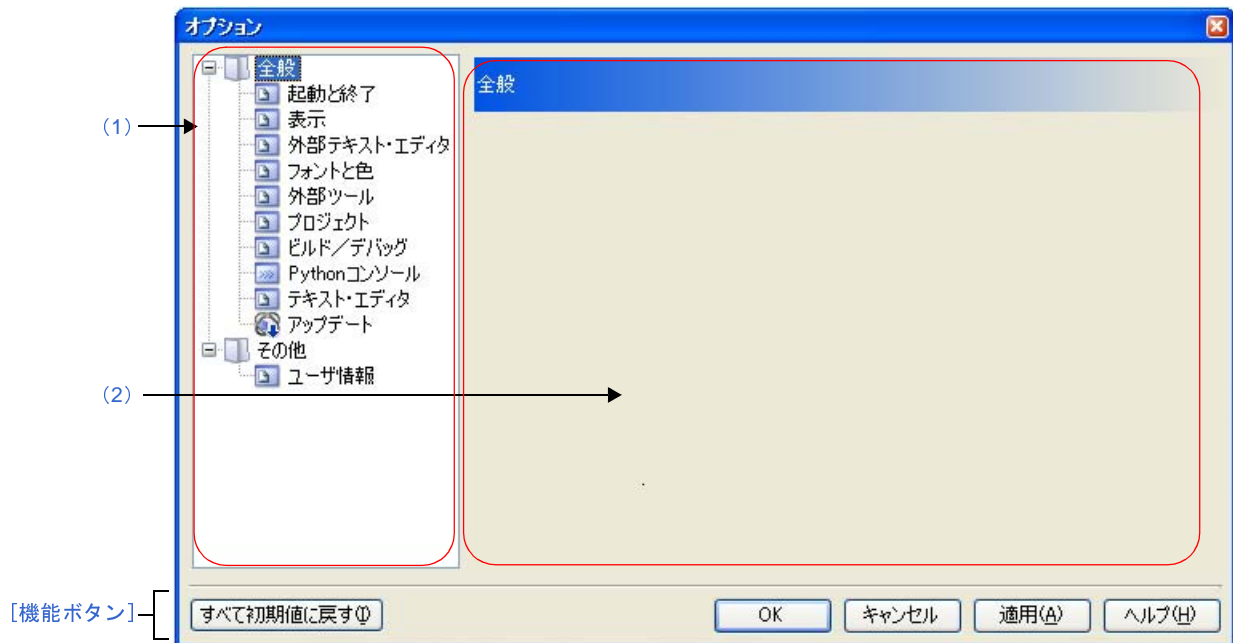 オプション
全般
起動と終了
表示
外部テキスト・エディタ
フォントと色
外部ツール
プロジェクト
ビルド／デバッグ
Pythonコンソール
テキスト・エディタ
アップデート
その他
ユーザ情報
全般
(1)
(2)
[機能ボタン]
すべて初期値に戻す(I)
OK
キャンセル
適用(A)
ヘルプ(H)